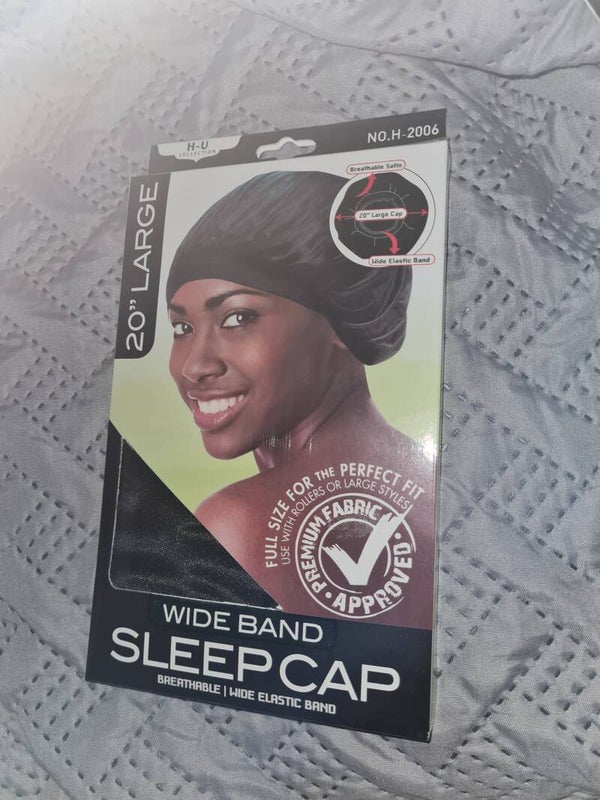 H-U
COLLECTION
NO.H-2006
20" LARGE
Breathable Satin
20" Large Cap
Wide Elastic Band
FULL SIZE FOR THE PERFECT FIT
USE WITH ROLLERS OR LARGE STYLES
PREMIUM FABRIC
• APPROVED •
WIDE BAND
SLEEP CAP
BREATHABLE | WIDE ELASTIC BAND